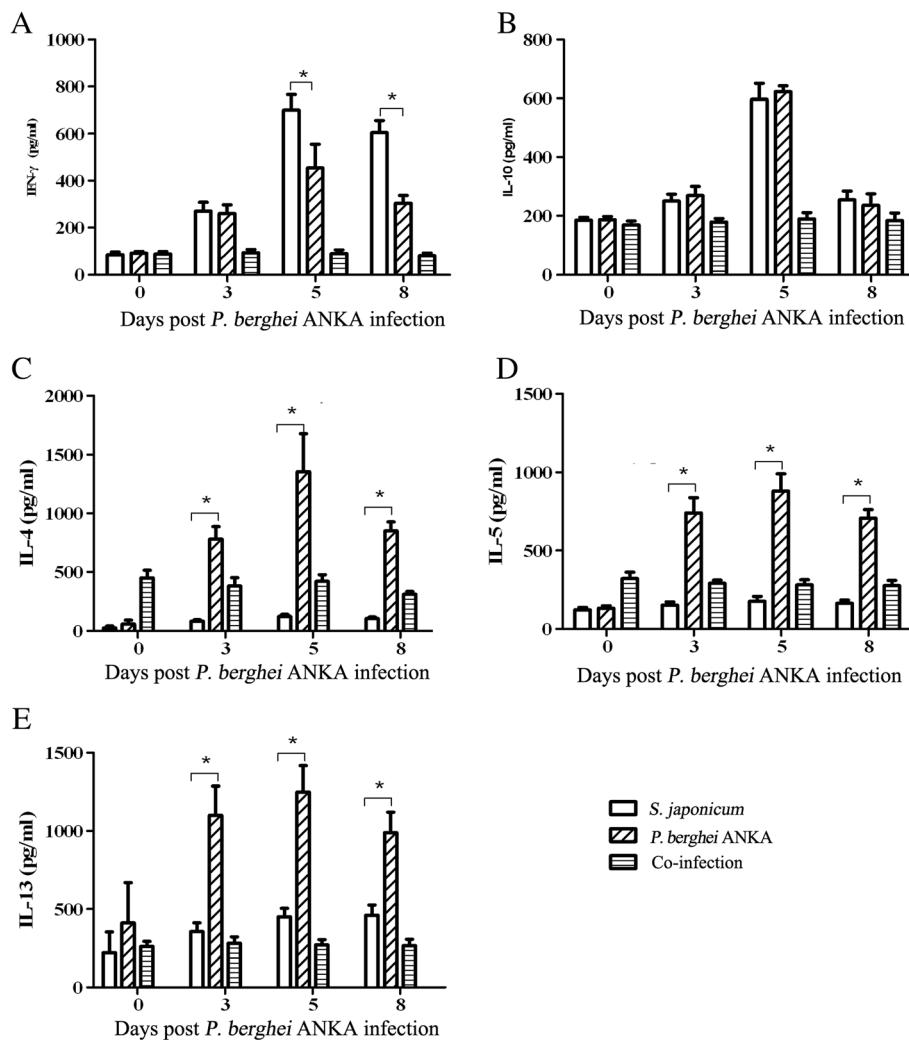 A
1000
800
600
400
200
0
IFN-γ (pg/ml)
*
*
0 3 5 8
Days post P. berghei ANKA infection
B
800
600
400
200
0
IL-10 (pg/ml)
0 3 5 8
Days post P. berghei ANKA infection
C
2000
1500
1000
500
0
IL-4 (pg/ml)
*
*
*
0 3 5 8
Days post P. berghei ANKA infection
D
1500
1000
500
0
IL-5 (pg/ml)
*
*
*
0 3 5 8
Days post P. berghei ANKA infection
E
1500
1000
500
0
IL-13 (pg/ml)
*
*
*
0 3 5 8
Days post P. berghei ANKA infection
S. japonicum
P. berghei ANKA
Co-infection